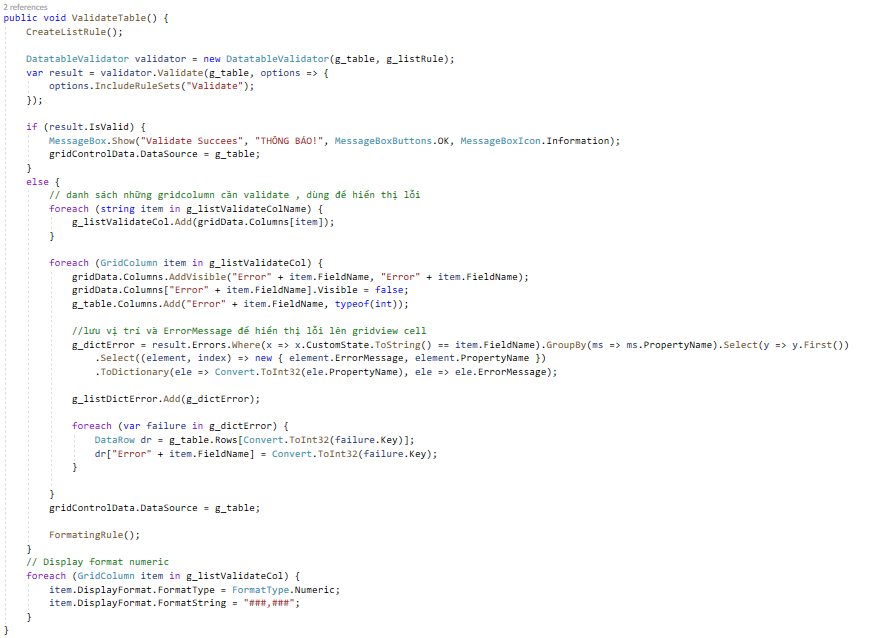 2 references
public void ValidateTable() {
CreateListRule();
DatatableValidator validator = new DatatableValidator(g_table, g_listRule);
var result = validator.Validate(g_table, options => {
options.IncludeRuleSets("Validate");
});
if (result.IsValid) {
MessageBox.Show("Validate Succees", "THÔNG BÁO!", MessageBoxButtons.OK, MessageBoxIcon.Information);
gridControlData.DataSource = g_table;
}
else {
// danh sách những gridcolumn cần validate , dùng để hiển thị lỗi
foreach (string item in g_listValidateColName) {
g_listValidateCol.Add(gridData.Columns[item]);
}
foreach (GridColumn item in g_listValidateCol) {
gridData.Columns.AddVisible("Error" + item.FieldName, "Error" + item.FieldName);
gridData.Columns["Error" + item.FieldName].Visible = false;
g_table.Columns.Add("Error" + item.FieldName, typeof(int));
//lưu vị trí và ErrorMessage để hiển thị lỗi lên gridview cell
g_dictError = result.Errors.Where(x => x.CustomState.ToString() == item.FieldName).GroupBy(ms => ms.PropertyName).Select(y => y.First())
.Select((element, index) => new { element.ErrorMessage, element.PropertyName })
.ToDictionary(ele => Convert.ToInt32(ele.PropertyName), ele => ele.ErrorMessage);
g_listDictError.Add(g_dictError);
foreach (var failure in g_dictError) {
DataRow dr = g_table.Rows[Convert.ToInt32(failure.Key)];
dr["Error" + item.FieldName] = Convert.ToInt32(failure.Key);
}
}
gridControlData.DataSource = g_table;
FormatingRule();
}
// Display format numeric
foreach (GridColumn item in g_listValidateCol) {
item.DisplayFormat.FormatType = FormatType.Numeric;
item.DisplayFormat.FormatString = "###,###";
}
}